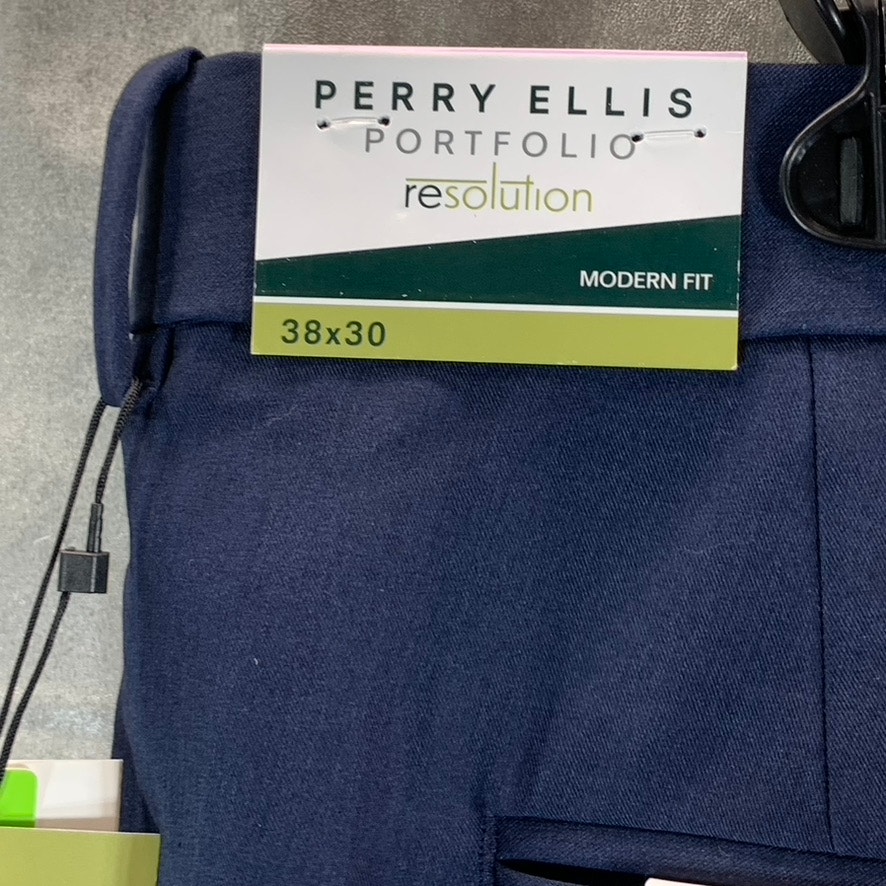 PERRY ELLIS
PORTFOLIO
resolution
MODERN FIT
38x30